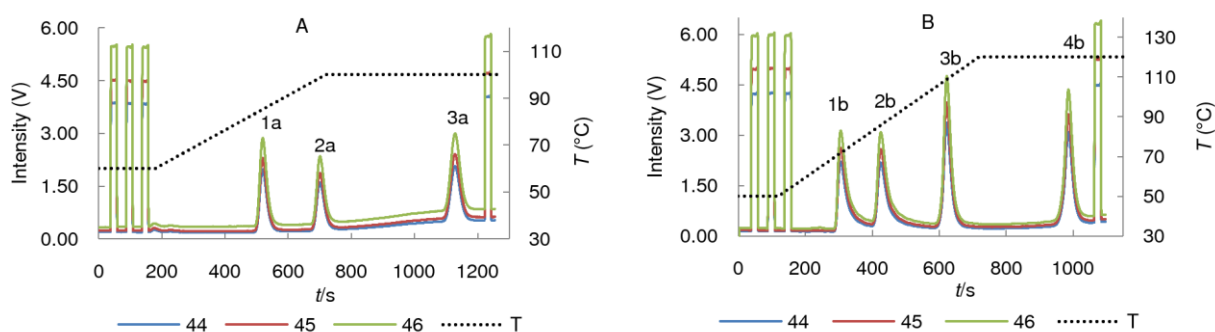 A
6.00
4.50
3.00
1.50
0.00
Intensity (V)
110
90
70
50
30
T (°C)
1a
2a
3a
0 200 400 600 800 1000 1200
t/s
44 45 46 T
B
6.00
4.50
3.00
1.50
0.00
Intensity (V)
130
110
90
70
50
30
T (°C)
1b
2b
3b
4b
0 200 400 600 800 1000
t/s
44 45 46 T